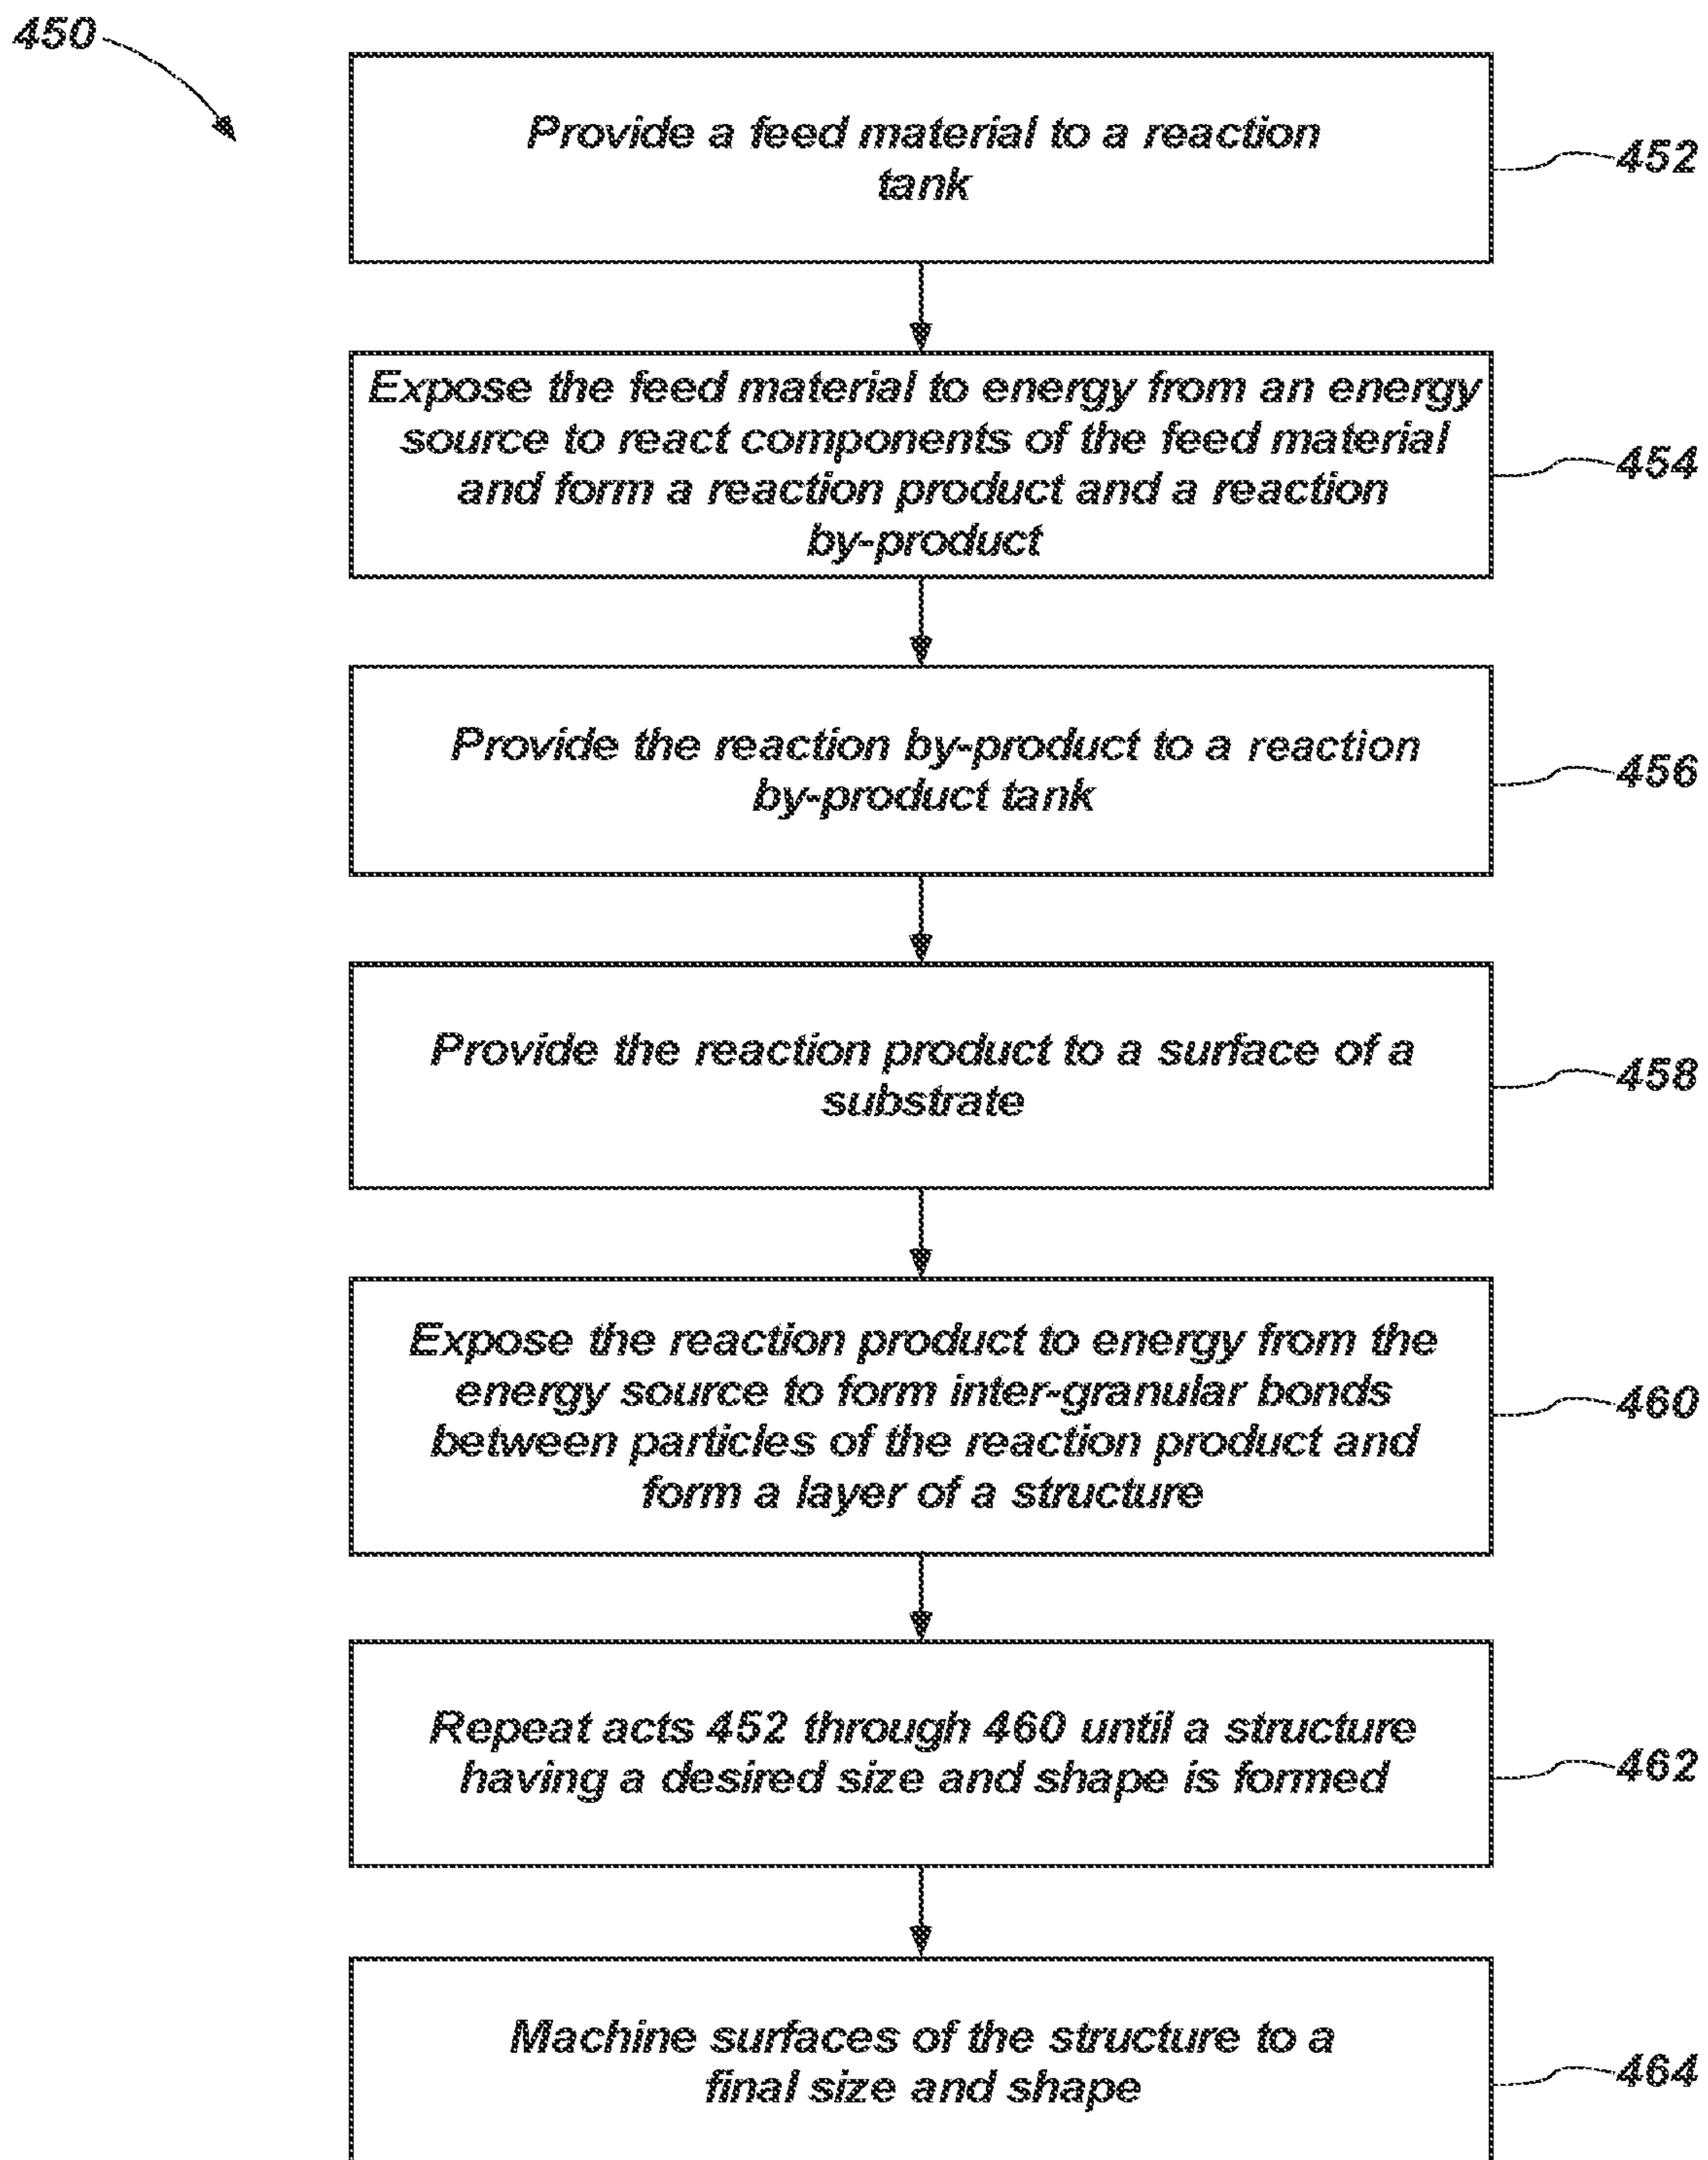 450
Provide a feed material to a reaction
tank
452
Expose the feed material to energy from an energy
source to react components of the feed material
and form a reaction product and a reaction
by-product
454
Provide the reaction by-product to a reaction
by-product tank
456
Provide the reaction product to a surface of a
substrate
458
Expose the reaction product to energy from the
energy source to form inter-granular bonds
between particles of the reaction product and
form a layer of a structure
460
Repeat acts 452 through 460 until a structure
having a desired size and shape is formed
462
Machine surfaces of the structure to a
final size and shape
464